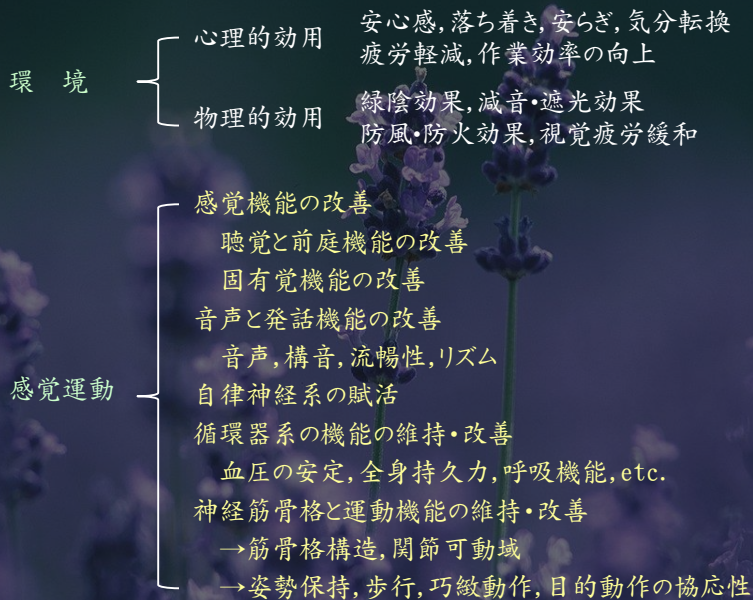 環 境
心理的効用
安心感,落ち着き,安らぎ,気分転換
疲労軽減,作業効率の向上
物理的効用
緑陰効果,減音・遮光効果
防風・防火効果,視覚疲労緩和
感覚運動
感覚機能の改善
聴覚と前庭機能の改善
固有覚機能の改善
音声と発話機能の改善
音声,構音,流暢性,リズム
自律神経系の賦活
循環器系の機能の維持・改善
血圧の安定,全身持久力,呼吸機能,etc.
神経筋骨格と運動機能の維持・改善
→筋骨格構造,関節可動域
→姿勢保持,歩行,巧緻動作,目的動作の協応性